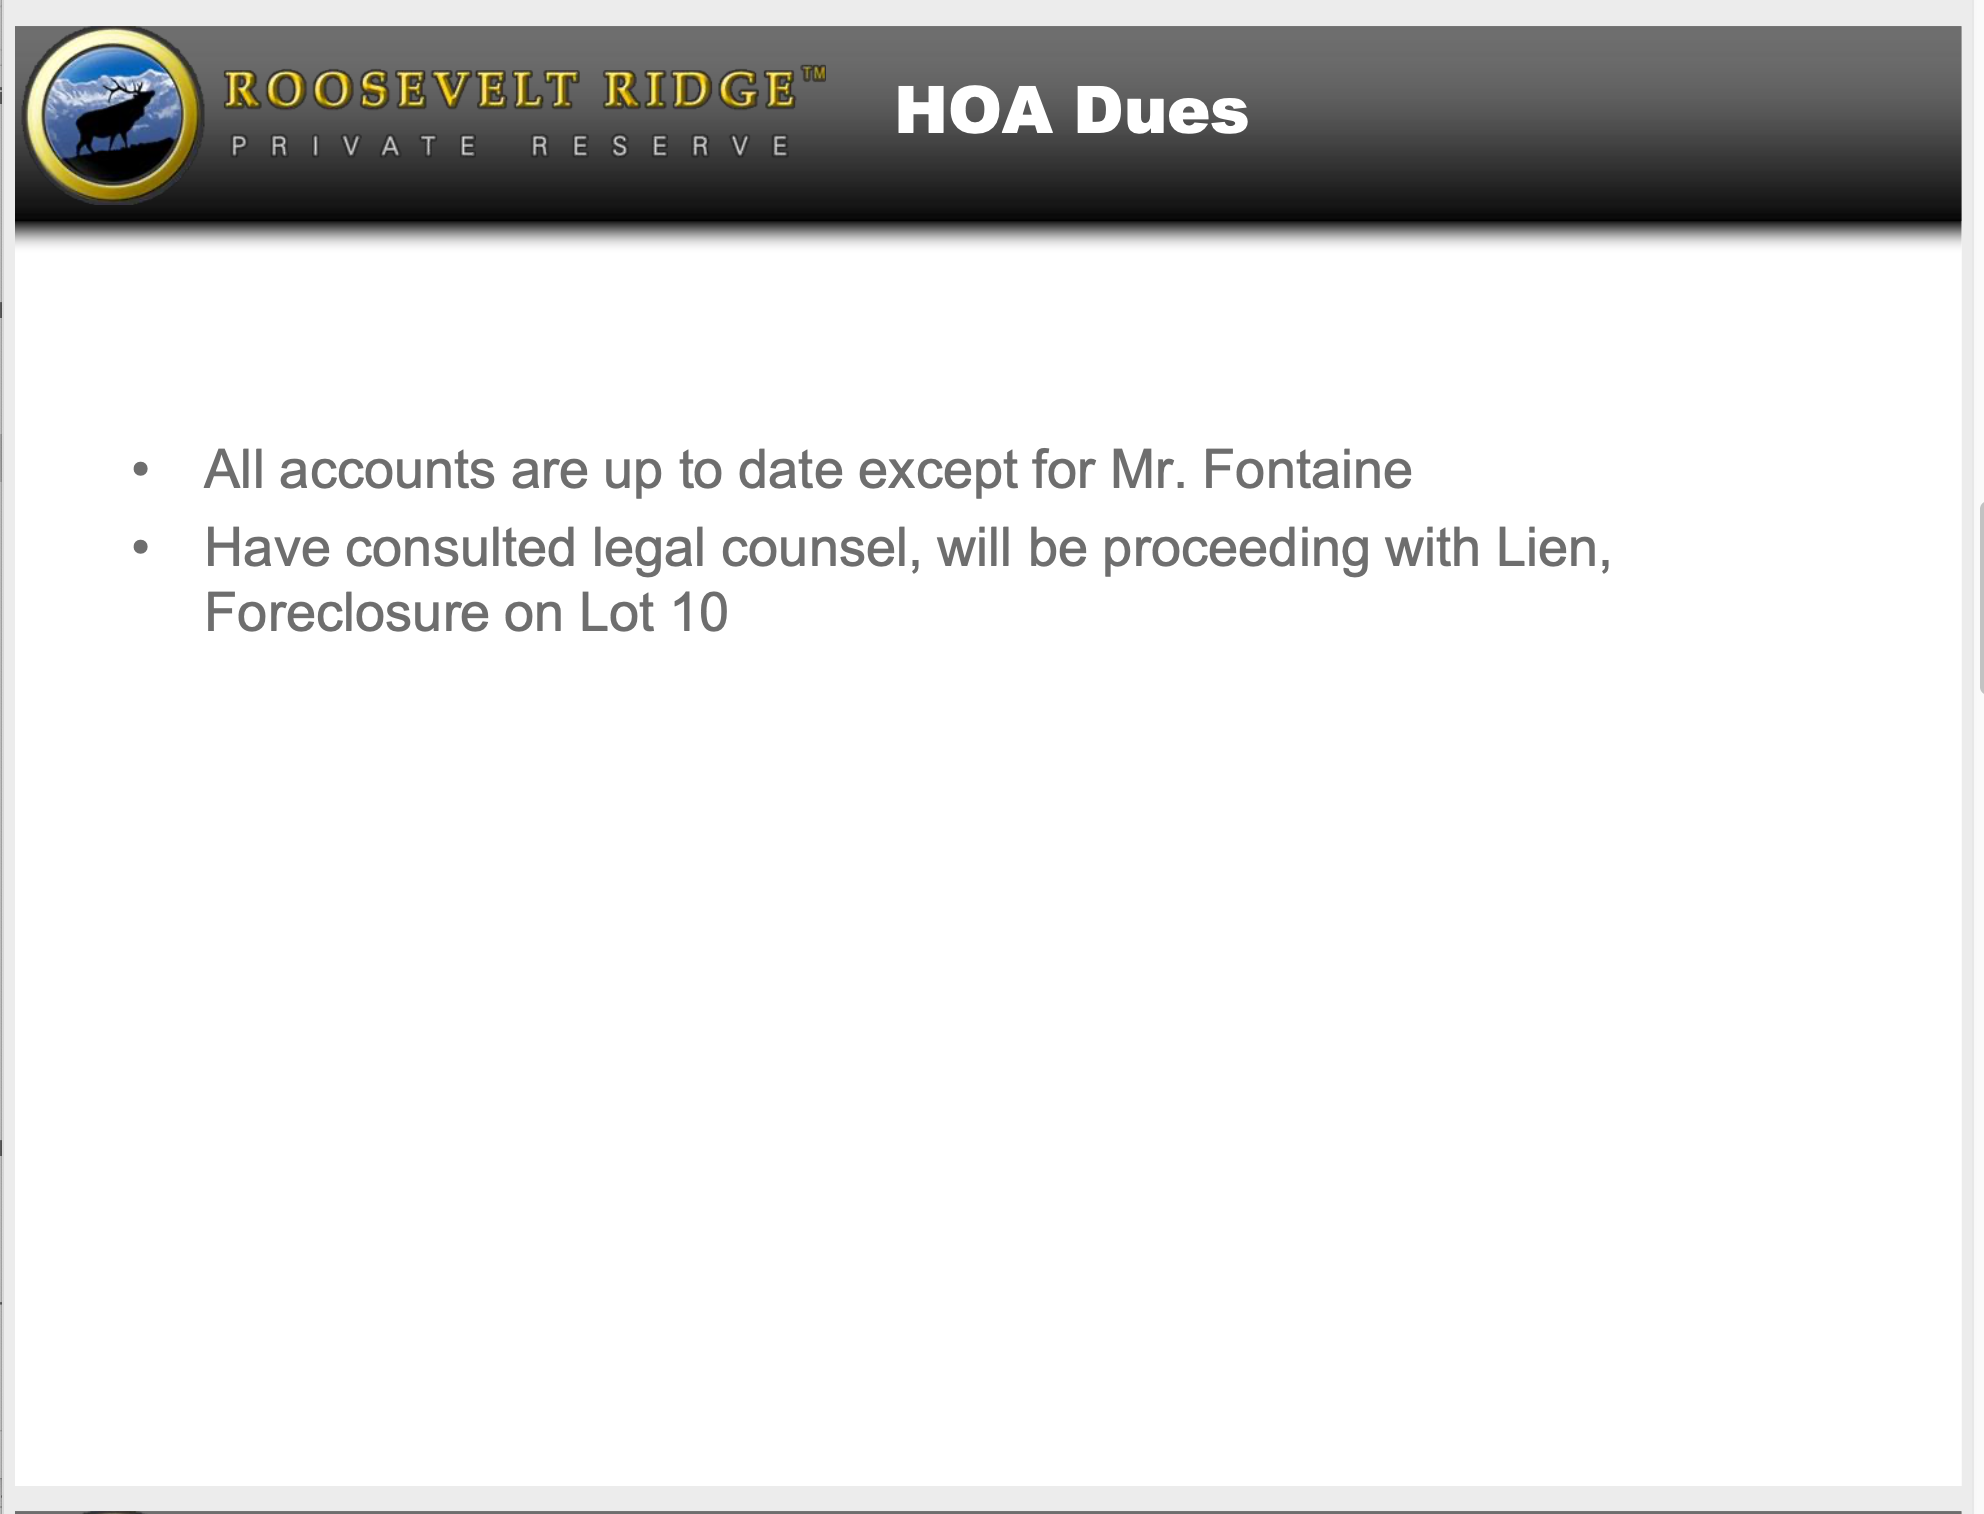 ROOSEVELT RIDGE™
PRIVATE RESERVE
HOA Dues
• All accounts are up to date except for Mr. Fontaine
• Have consulted legal counsel, will be proceeding with Lien,
Foreclosure on Lot 10